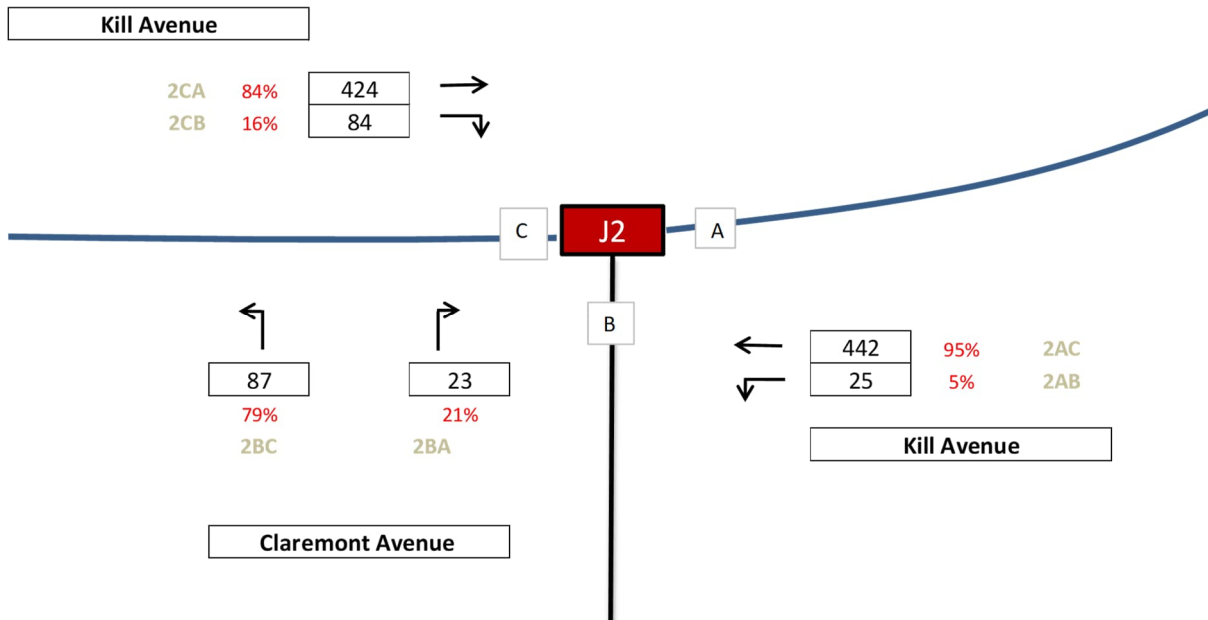 Kill Avenue
2CA 84% 424
2CB 16% 84
C J2 A
B
87 23
79% 21%
2BC 2BA
442 95% 2AC
25 5% 2AB
Kill Avenue
Claremont Avenue